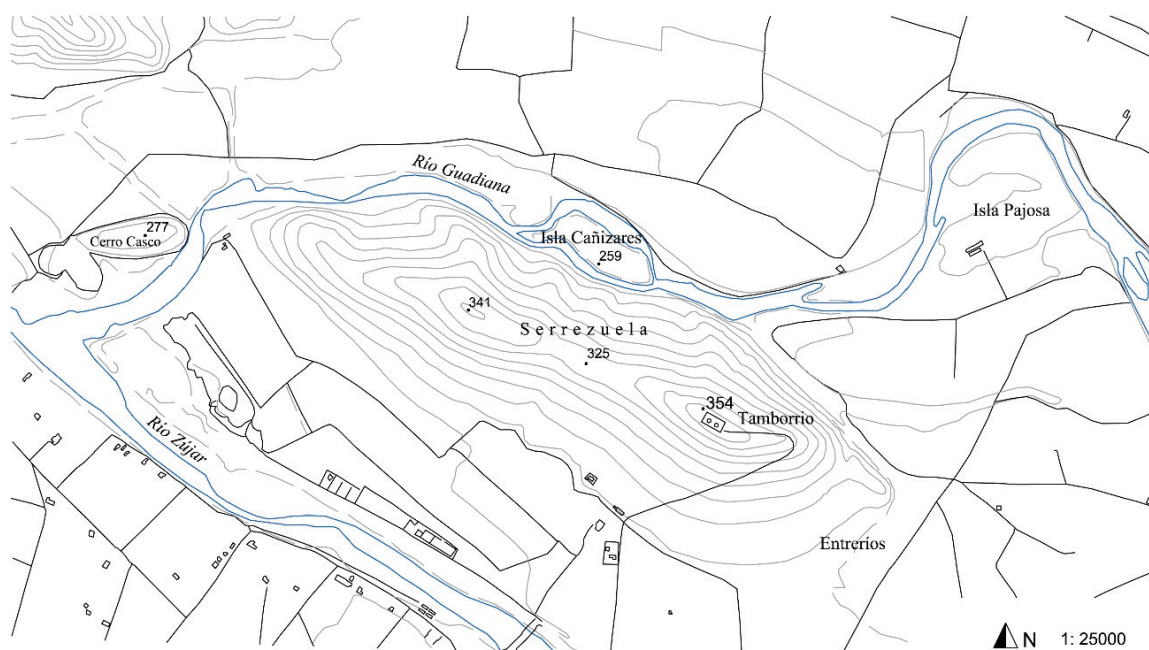 Río Guadiana
Isla Pajosa
277
Cerro Casco
Isla Cañizares
259
341
Serrezuela
325
354
Tamborrio
Río Zújar
Entreríos
N 1: 25000